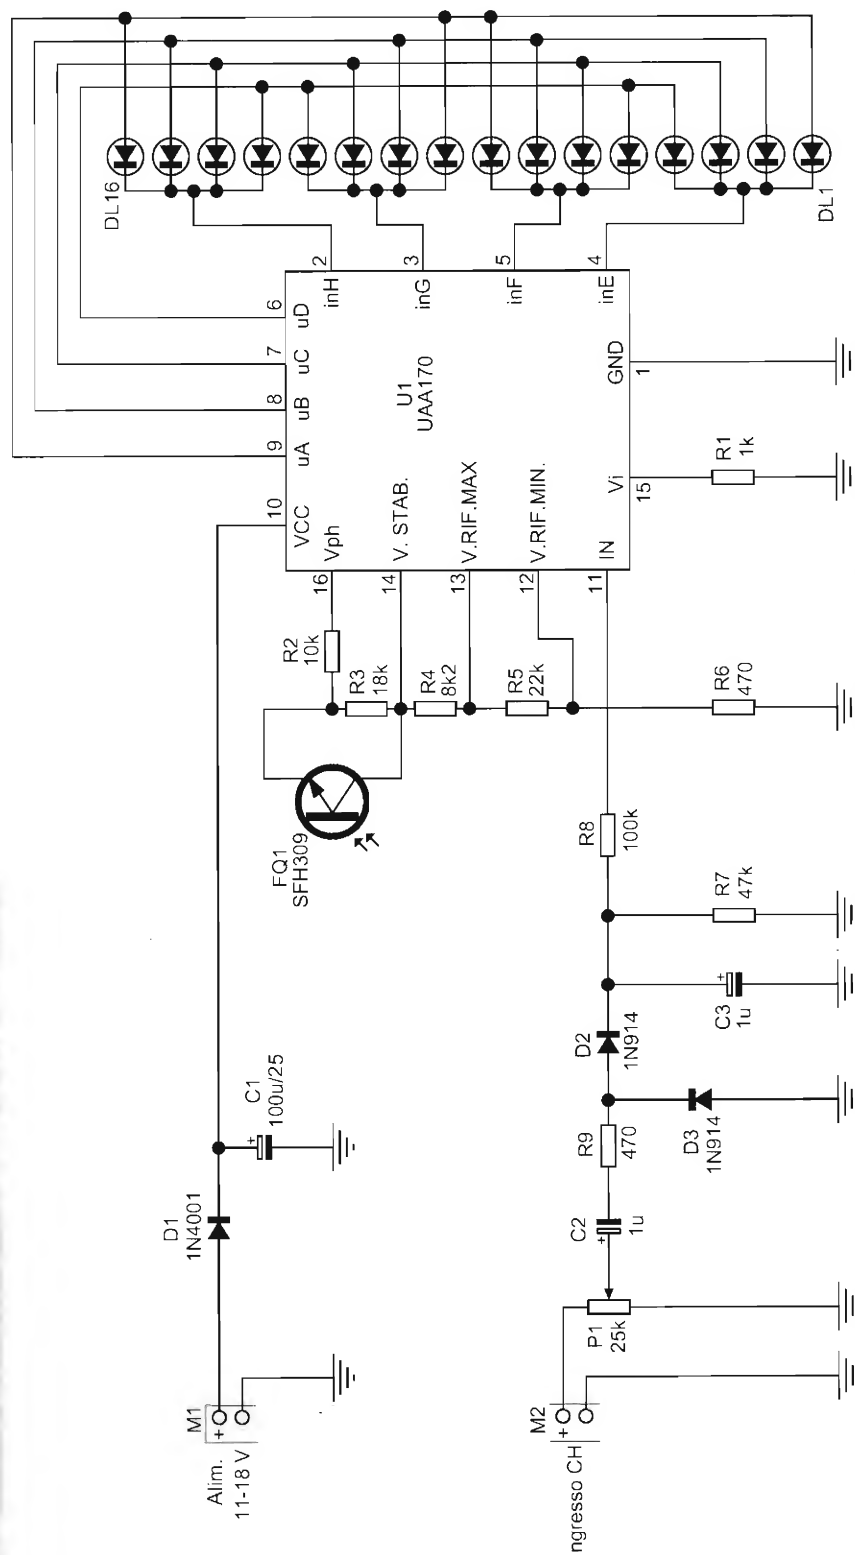 DL16
DL1
2
inH
3
inG
5
inF
4
inE
6
uD
7
uC
8
uB
9
uA
10
VCC
U1
UAA170
GND
1
Vi
15
R1
1k
Vph
16
V. STAB.
14
V.RIF.MAX
13
V.RIF.MIN.
12
IN
11
R2
10k
R3
18k
R4
8k2
R5
22k
R6
470
FQ1
SFH309
R8
100k
R7
47k
C3
+
1u
D2
1N914
D3
1N914
R9
470
C2
+
1u
P1
25k
C1
+
100u/25
D1
1N4001
M1
+
Alim.
11-18 V
M2
+
ngresso CH